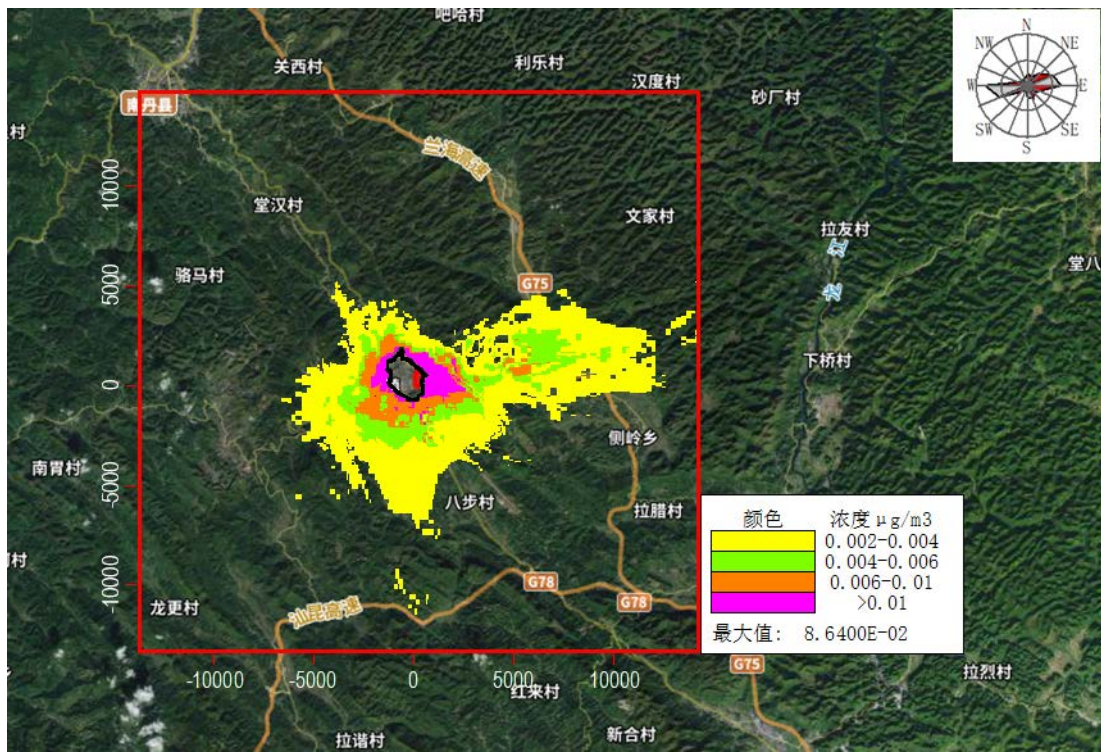 吧哈村
关西村
利乐村
汉度村
砂厂村
南丹县
村
兰海高速
堂汉村
文家村
拉友村
骆马村
G75
龙江
堂八
下桥村
侧岭乡
南胃村
八步村
拉腊村
村
龙更村
汕昆高速
G78
G78
G75
拉烈村
红来村
新合村
拉谐村
10000
5000
0
-5000
-10000
-10000
-5000
0
5000
10000
N
NW
NE
W
E
SW
SE
S
颜色 浓度μg/m3
0.002-0.004
0.004-0.006
0.006-0.01
>0.01
最大值: 8.6400E-02